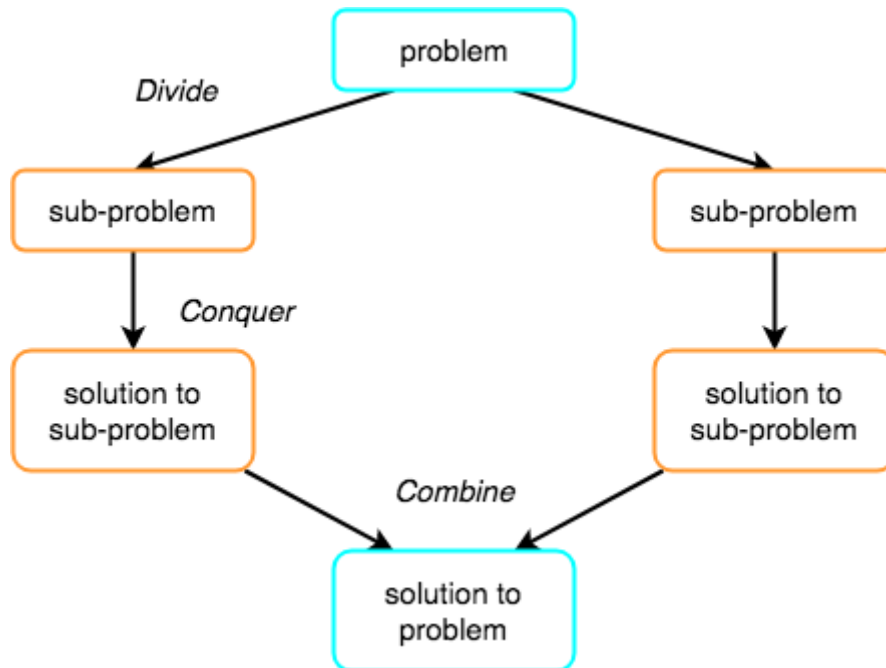 problem
Divide
sub-problem
sub-problem
Conquer
solution to
sub-problem
solution to
sub-problem
Combine
solution to
problem